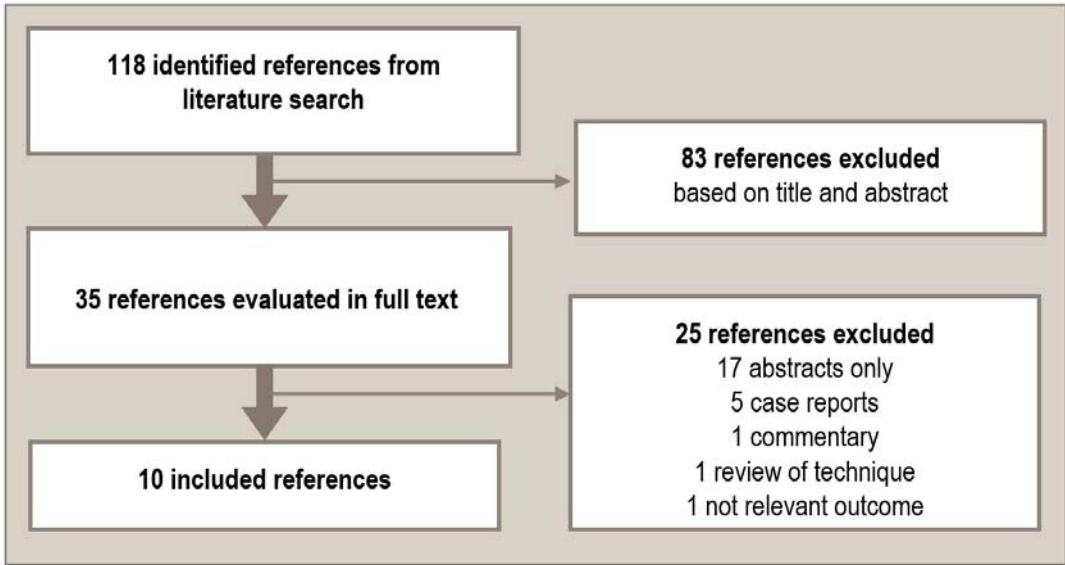 118 identified references from
literature search
83 references excluded
based on title and abstract
35 references evaluated in full text
25 references excluded
17 abstracts only
5 case reports
1 commentary
1 review of technique
1 not relevant outcome
10 included references